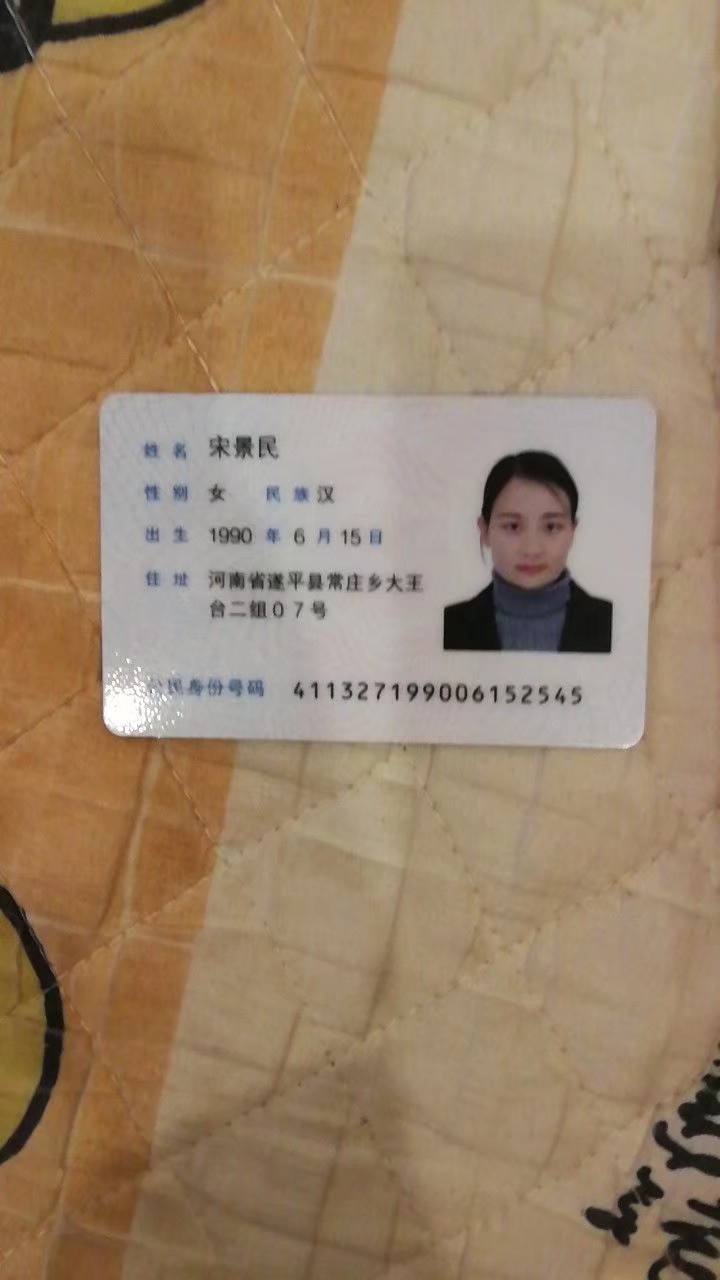 姓名 宋景民
性别 女 民族 汉
出生 1990 年 6 月 15 日
住址 河南省遂平县常庄乡大王
台二组07号
公民身份号码 411327199006152545